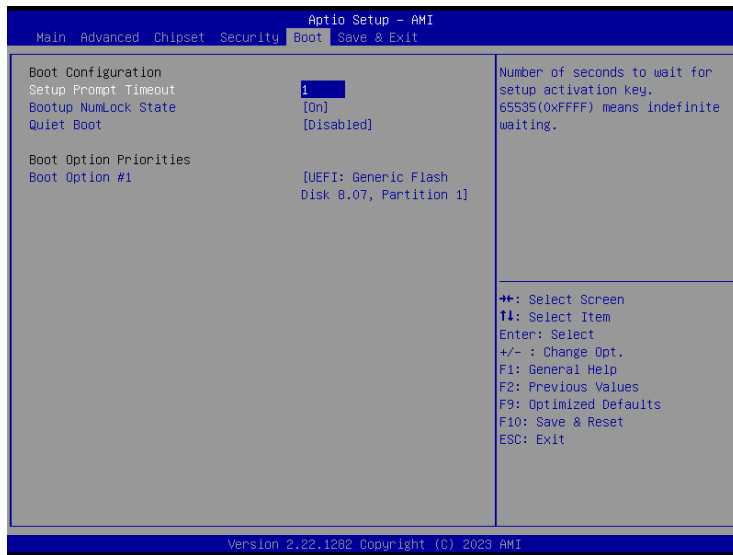 Aptio Setup – AMI
Main Advanced Chipset Security Boot Save & Exit
Boot Configuration
Setup Prompt Timeout 1
Bootup NumLock State [On]
Quiet Boot [Disabled]
Boot Option Priorities
Boot Option #1 [UEFI: Generic Flash
Disk 8.07, Partition 1]
Number of seconds to wait for
setup activation key.
65535(0xFFFF) means indefinite
waiting.
→←: Select Screen
↑↓: Select Item
Enter: Select
+/- : Change Opt.
F1: General Help
F2: Previous Values
F9: Optimized Defaults
F10: Save & Reset
ESC: Exit
Version 2.22.1282 Copyright (C) 2023 AMI